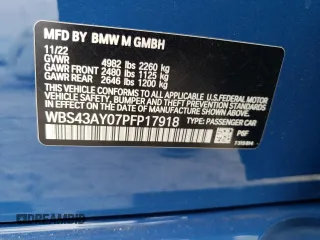 MFD BY BMW M GMBH
11/22
GVWR 4982 lbs 2260 kg
GAWR FRONT 2480 lbs 1125 kg
GAWR REAR 2646 lbs 1200 kg
THIS VEHICLE CONFORMS TO ALL APPLICABLE
U.S. FEDERAL MOTOR
VEHICLE SAFETY, BUMPER, AND THEFT PREVENTION
STANDARDS IN EFFECT ON THE DATE OF
MANUFACTURE SHOWN ABOVE.
WBS43AY07PFP17918 TYPE: PASSENGER CAR
DREAMBID